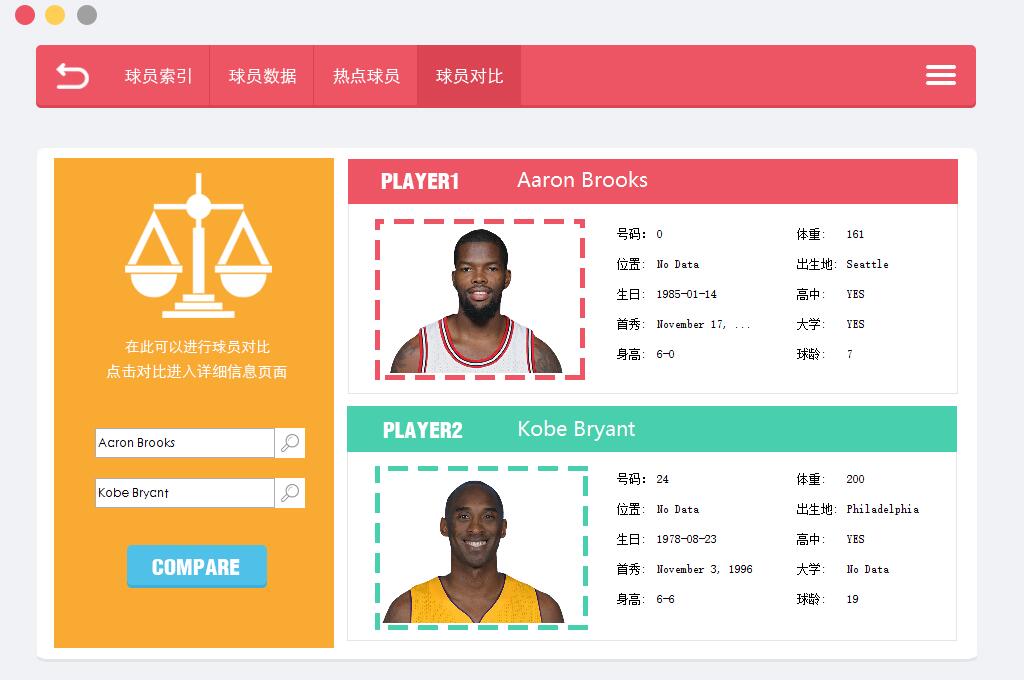 球员索引 球员数据 热点球员 球员对比
在此可以进行球员对比
点击对比进入详细信息页面
Aaron Brooks
Kobe Bryant
COMPARE
PLAYER1 Aaron Brooks
号码: 0 体重: 161
位置: No Data 出生地: Seattle
生日: 1985-01-14 高中: YES
首秀: November 17, ... 大学: YES
身高: 6-0 球龄: 7
PLAYER2 Kobe Bryant
号码: 24 体重: 200
位置: No Data 出生地: Philadelphia
生日: 1978-08-23 高中: YES
首秀: November 3, 1996 大学: No Data
身高: 6-6 球龄: 19